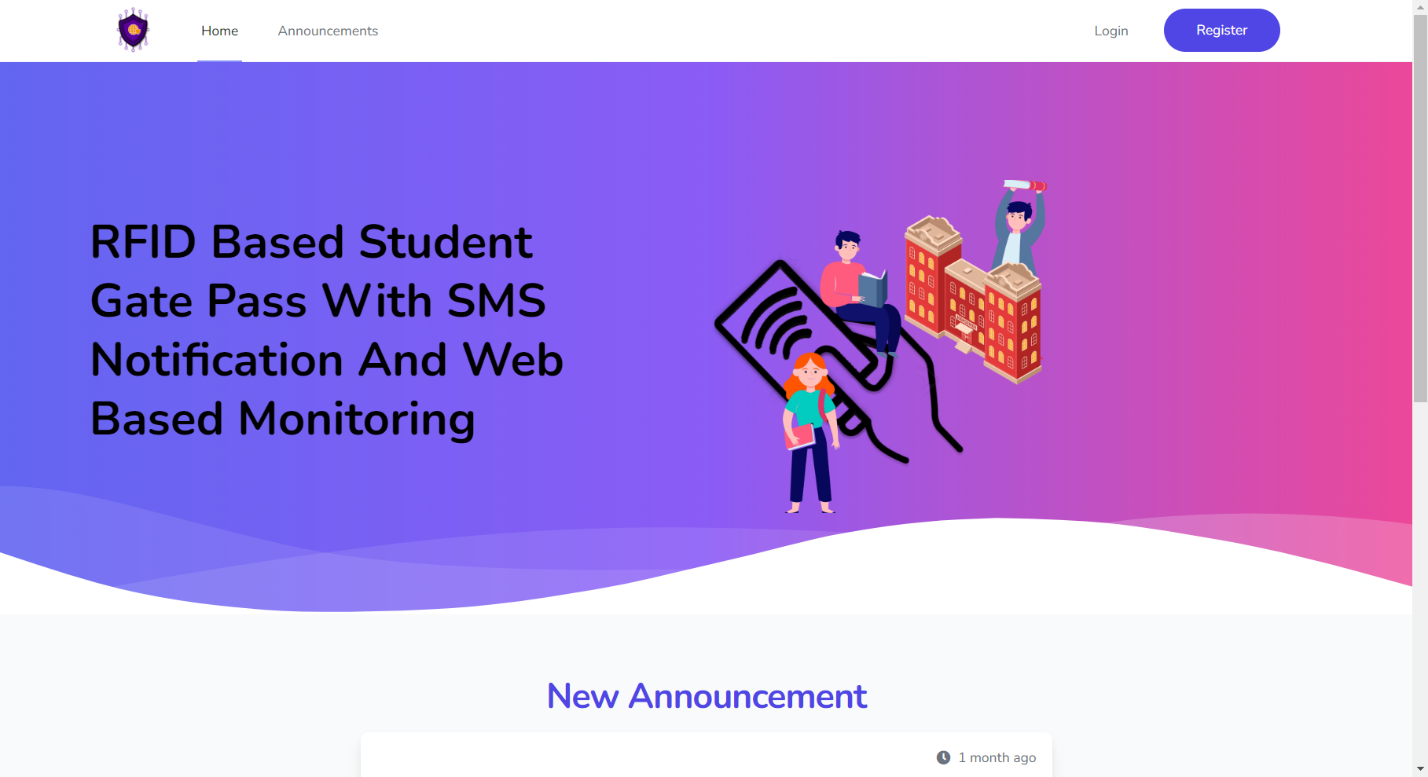 Home
Announcements
Login
Register
RFID Based Student
Gate Pass With SMS
Notification And Web
Based Monitoring
New Announcement
1 month ago